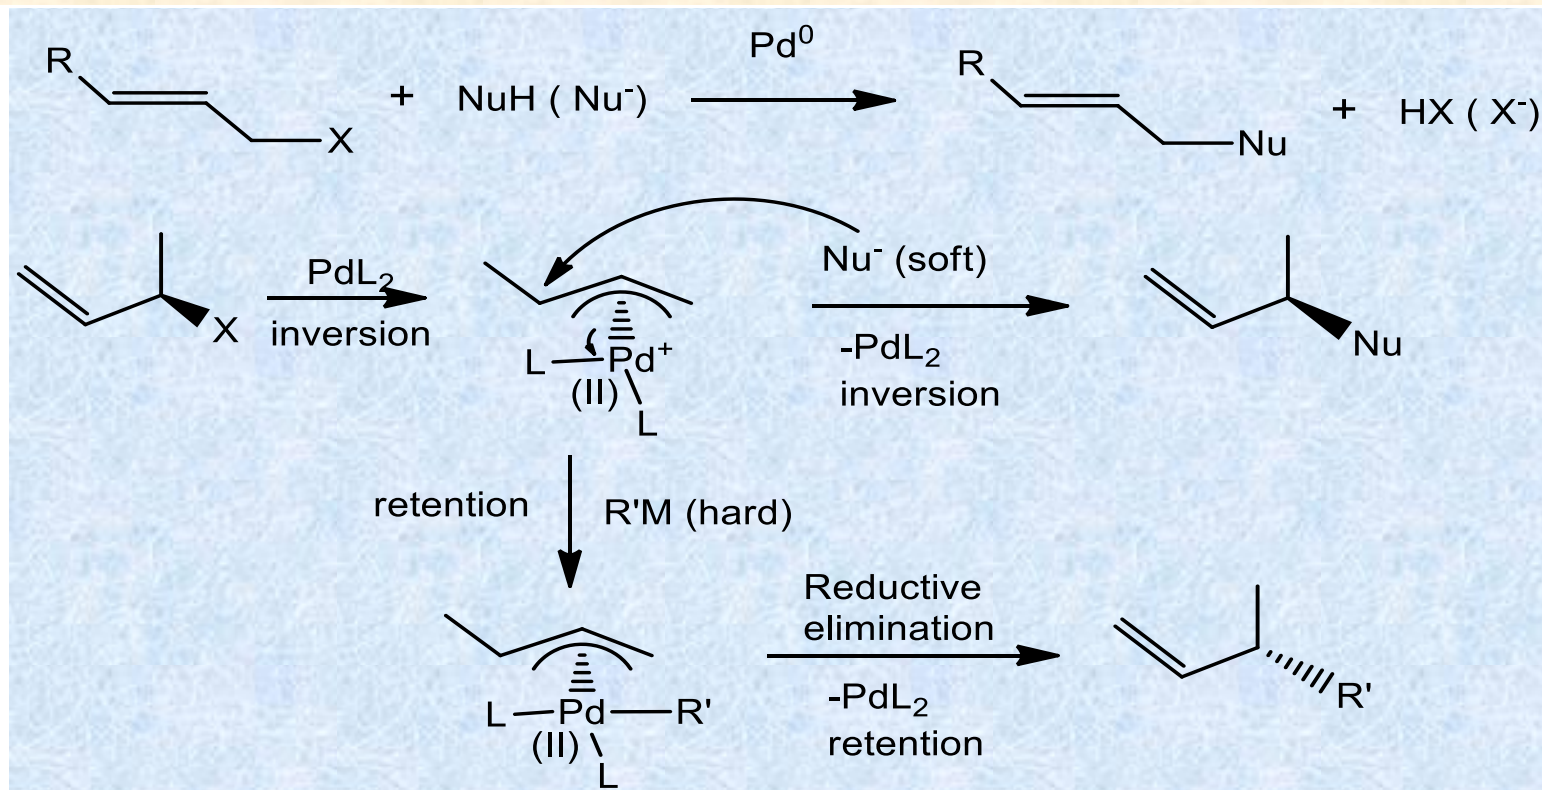 R
X
+
NuH ( Nu⁻)
Pd⁰
R
Nu
+
HX ( X⁻)
X
PdL₂
inversion
L
Pd⁺
(II)
L
Nu⁻ (soft)
-PdL₂
inversion
Nu
retention
R'M (hard)
L
Pd
R'
(II)
L
Reductive
elimination
-PdL₂
retention
R'